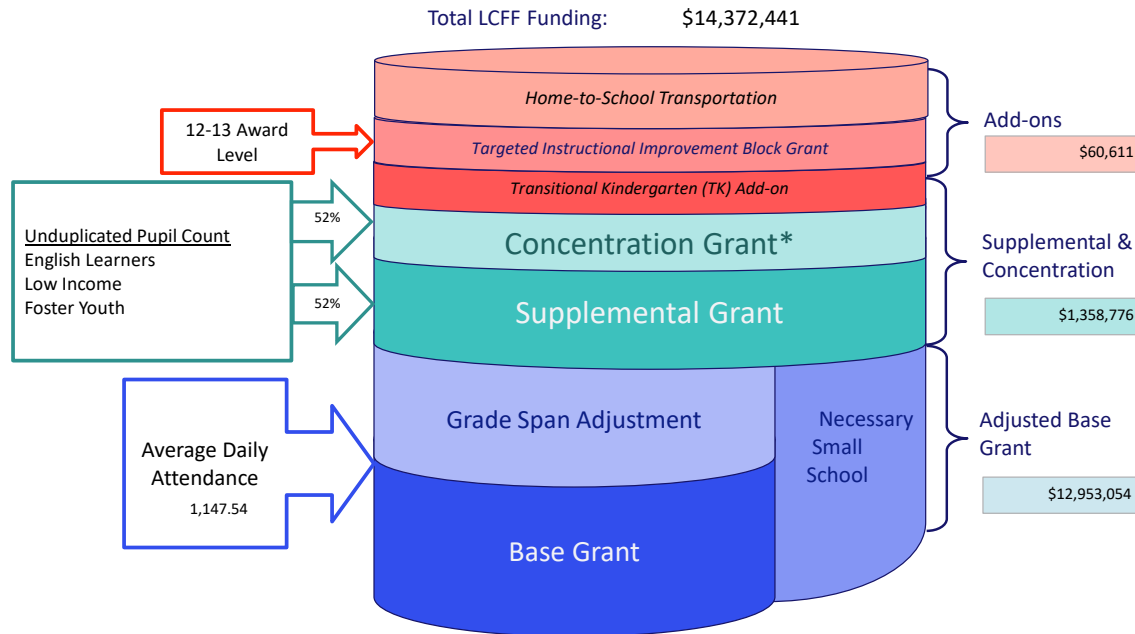 Total LCFF Funding: $14,372,441
Home-to-School Transportation
Targeted Instructional Improvement Block Grant
Transitional Kindergarten (TK) Add-on
Concentration Grant*
Supplemental Grant
Grade Span Adjustment
Base Grant
Necessary
Small
School
12-13 Award
Level
Unduplicated Pupil Count
English Learners
Low Income
Foster Youth
52%
52%
Average Daily
Attendance
1,147.54
Add-ons
$60,611
Supplemental &
Concentration
$1,358,776
Adjusted Base
Grant
$12,953,054